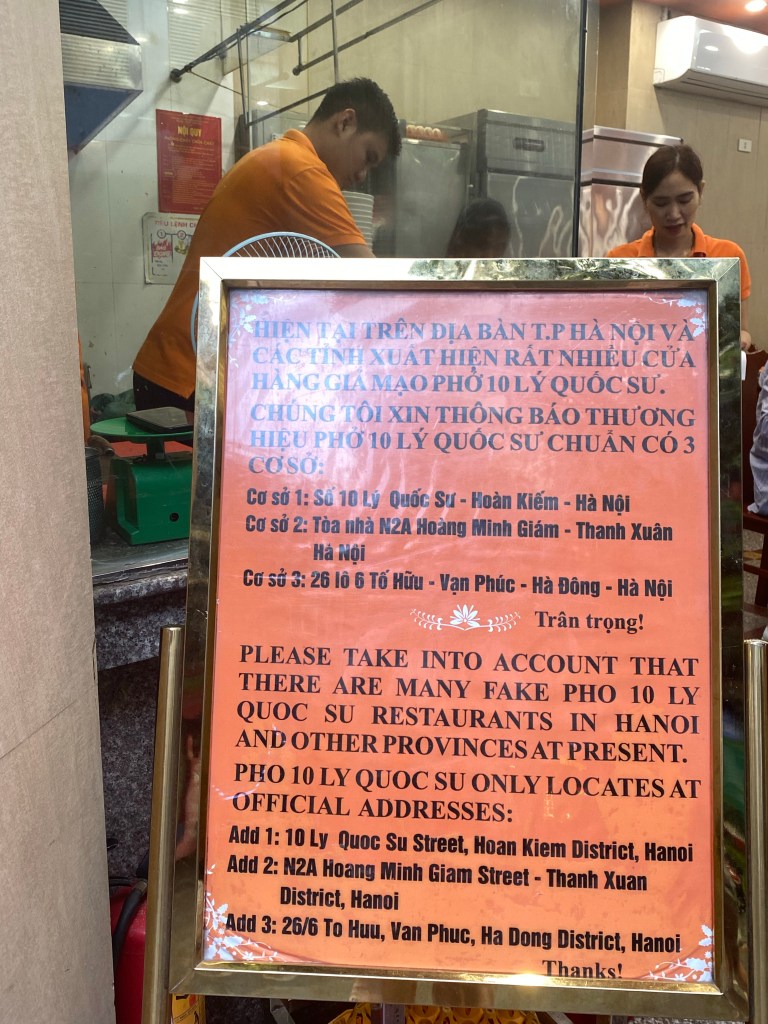 NỘI QUY
HIỆN TẠI TRÊN ĐỊA BÀN T.P HÀ NỘI VÀ
CÁC TỈNH XUẤT HIỆN RẤT NHIỀU CỬA
HÀNG GIẢ MẠO PHỞ 10 LÝ QUỐC SƯ.
CHÚNG TÔI XIN THÔNG BÁO THƯƠNG
HIỆU PHỞ 10 LÝ QUỐC SƯ CHUẨN CÓ 3
CƠ SỞ:
Cơ sở 1: Số 10 Lý Quốc Sư - Hoàn Kiếm - Hà Nội
Cơ sở 2: Tòa nhà N2A Hoàng Minh Giám - Thanh Xuân
Hà Nội
Cơ sở 3: 26 lô 6 Tố Hữu - Vạn Phúc - Hà Đông - Hà Nội
Trân trọng!
PLEASE TAKE INTO ACCOUNT THAT
THERE ARE MANY FAKE PHO 10 LY
QUOC SU RESTAURANTS IN HANOI
AND OTHER PROVINCES AT PRESENT.
PHO 10 LY QUOC SU ONLY LOCATES AT
OFFICIAL ADDRESSES:
Add 1: 10 Ly Quoc Su Street, Hoan Kiem District, Hanoi
Add 2: N2A Hoang Minh Giam Street - Thanh Xuan
District, Hanoi
Add 3: 26/6 To Huu, Van Phuc, Ha Dong District, Hanoi
Thanks!